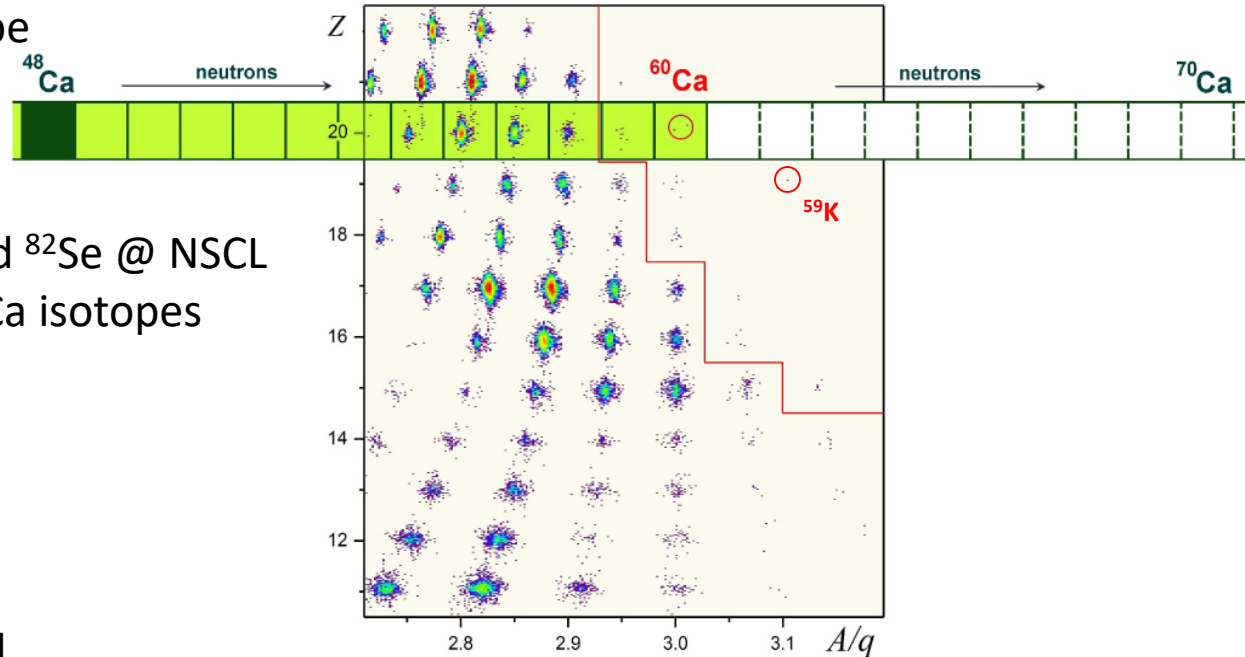 pe
Z
⁴⁸Ca
neutrons
⁶⁰Ca
neutrons
⁷⁰Ca
20
⁵⁹K
18
d ⁸²Se @ NSCL
Ca isotopes
16
14
12
2.8 2.9 3.0 3.1 A/q